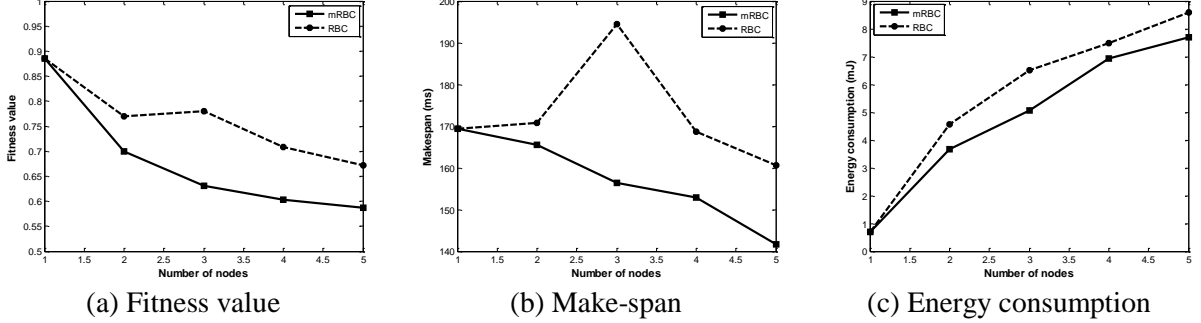 mRBC
RBC
1
0.95
0.9
0.85
0.8
0.75
0.7
0.65
0.6
0.55
0.5
Fitness value
1 1.5 2 2.5 3 3.5 4 4.5 5
Number of nodes
(a) Fitness value
mRBC
RBC
200
190
180
170
160
150
140
Makespan (ms)
1 1.5 2 2.5 3 3.5 4 4.5 5
Number of nodes
(b) Make-span
mRBC
RBC
9
8
7
6
5
4
3
2
1
0
Energy consumption (mJ)
1 1.5 2 2.5 3 3.5 4 4.5 5
Number of nodes
(c) Energy consumption